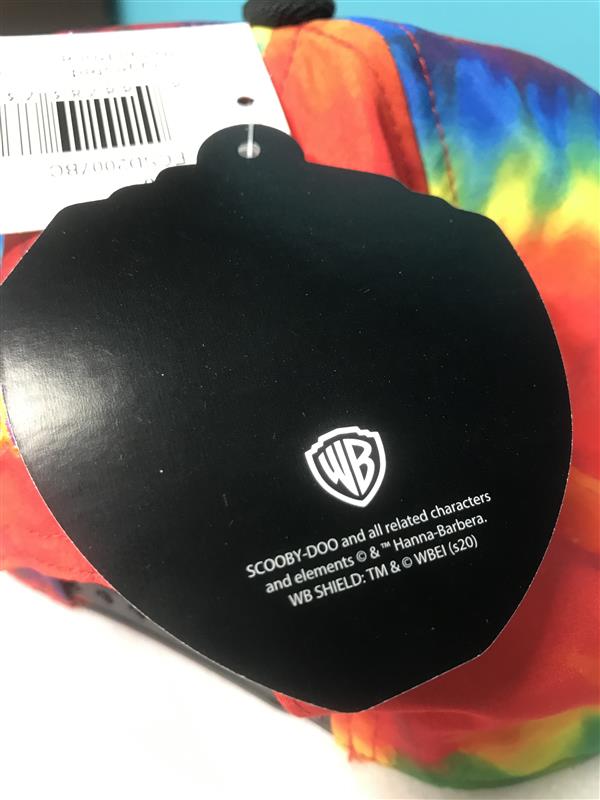 WB
SCOOBY-DOO and all related characters
and elements © & ™ Hanna-Barbera.
WB SHIELD: TM & © WBEI (s20)